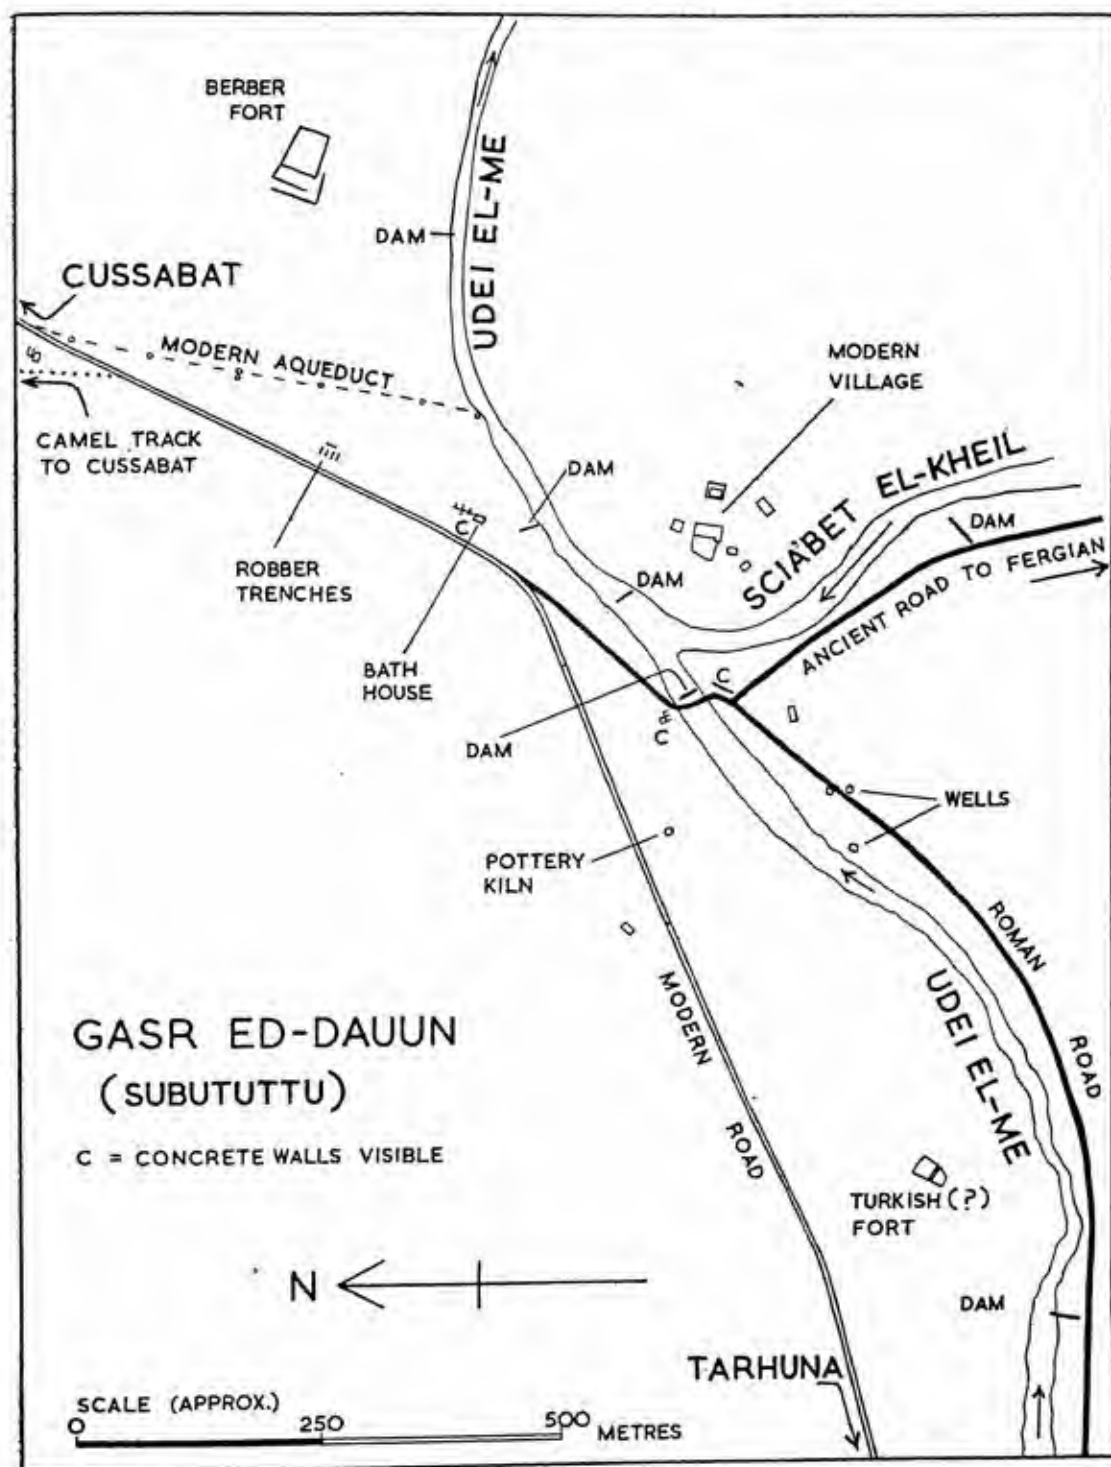 BERBER
FORT
UDEI EL-ME
DAM
CUSSABAT
MODERN AQUEDUCT
40
CAMEL TRACK
TO CUSSABAT
MODERN
VILLAGE
DAM
SCIABET EL-KHEIL
DAM
ROBBER
TRENCHES
C
DAM
ANCIENT ROAD TO FERGIAN
BATH
HOUSE
C
DAM
C
WELLS
POTTERY
KILN
ROMAN ROAD
UDEI EL-ME
MODERN ROAD
GASR ED-DAUUN
(SUBUTUTTU)
C = CONCRETE WALLS VISIBLE
TURKISH (?)
FORT
N
DAM
TARHUNA
SCALE (APPROX.)
0 250 500 METRES